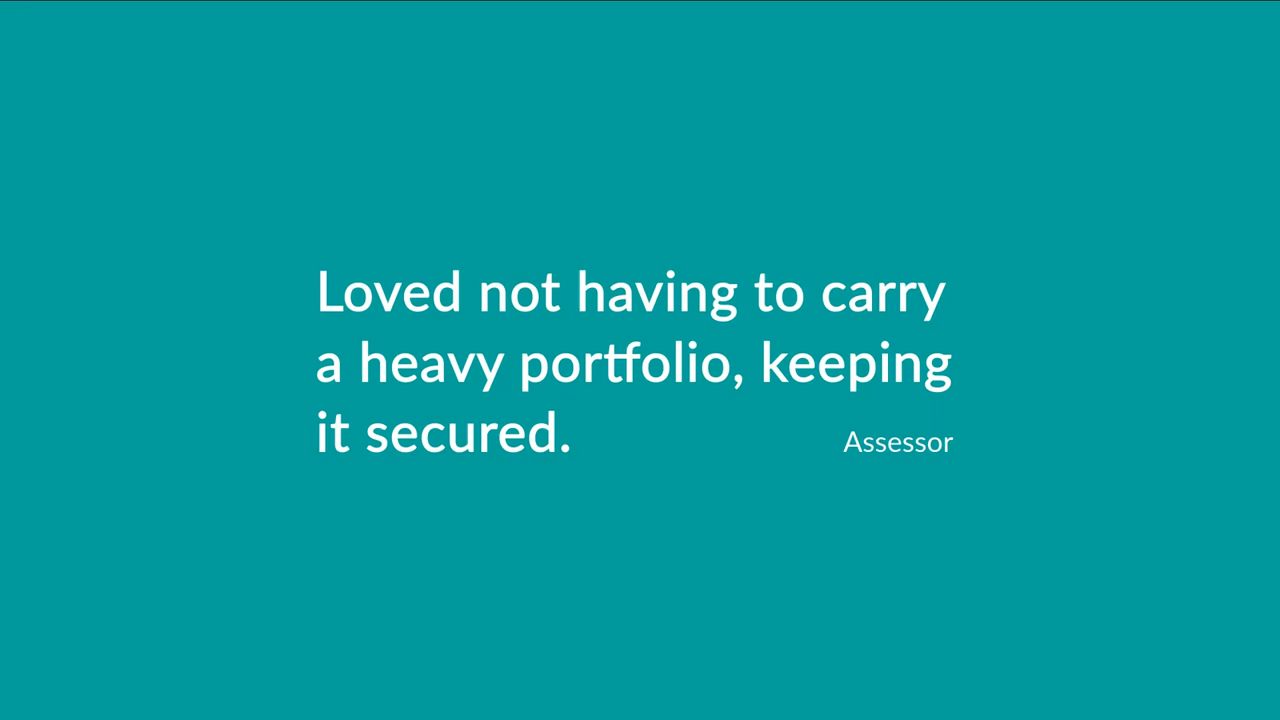 Loved not having to carry
a heavy portfolio, keeping
it secured.
Assessor